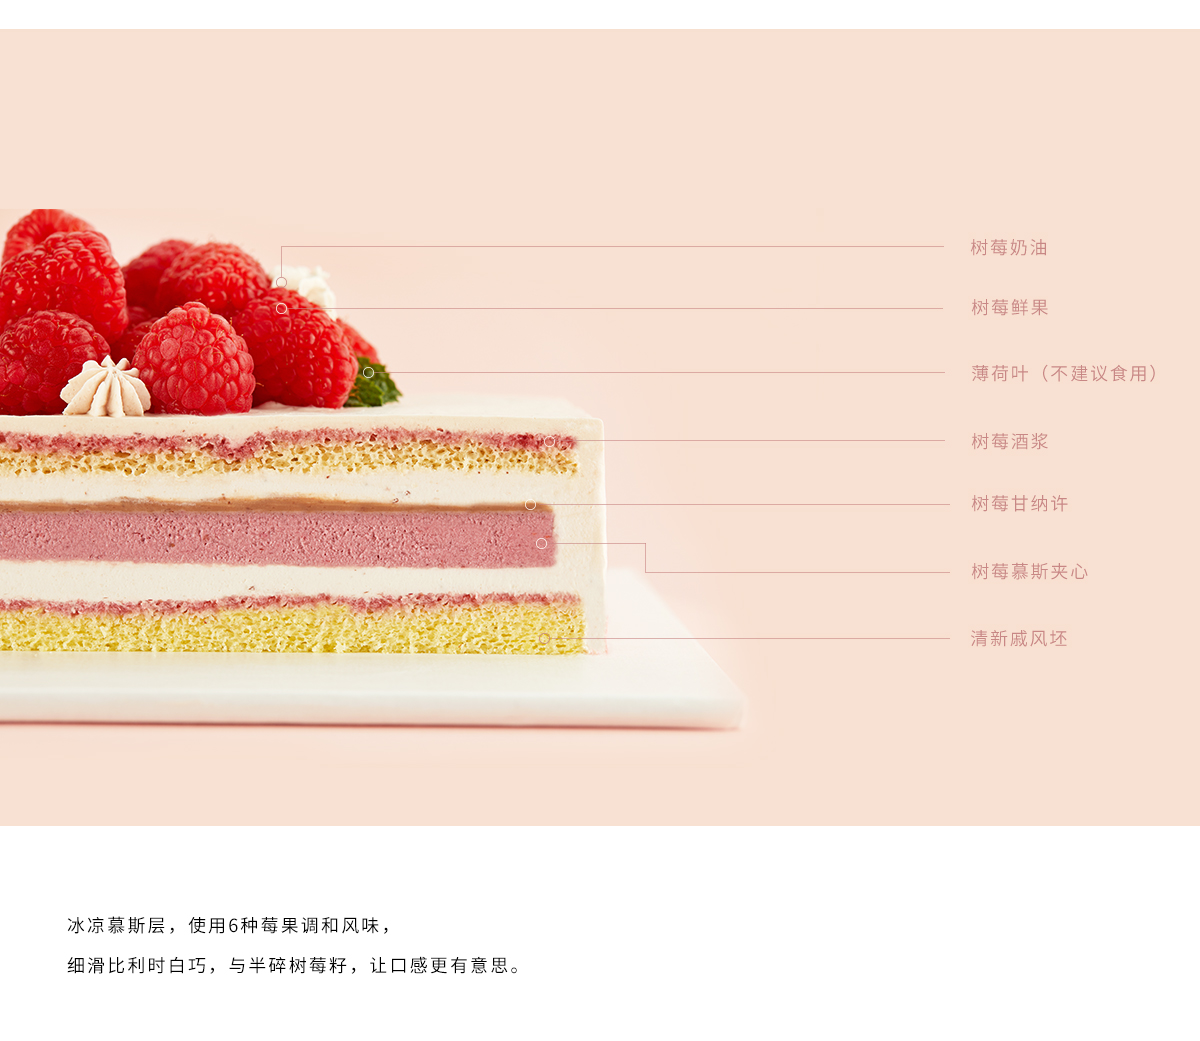 树莓奶油
树莓鲜果
薄荷叶（不建议食用）
树莓酒浆
树莓甘纳许
树莓慕斯夹心
清新戚风坯
冰凉慕斯层，使用6种莓果调和风味，
细滑比利时白巧，与半碎树莓籽，让口感更有意思。